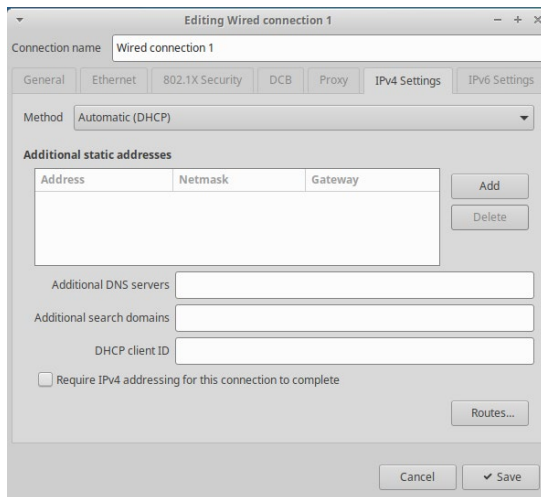 Editing Wired connection 1
Connection name Wired connection 1
General Ethernet 802.1X Security DCB Proxy IPv4 Settings IPv6 Settings
Method Automatic (DHCP)
Additional static addresses
Address Netmask Gateway
Add
Delete
Additional DNS servers
Additional search domains
DHCP client ID
Require IPv4 addressing for this connection to complete
Routes...
Cancel Save